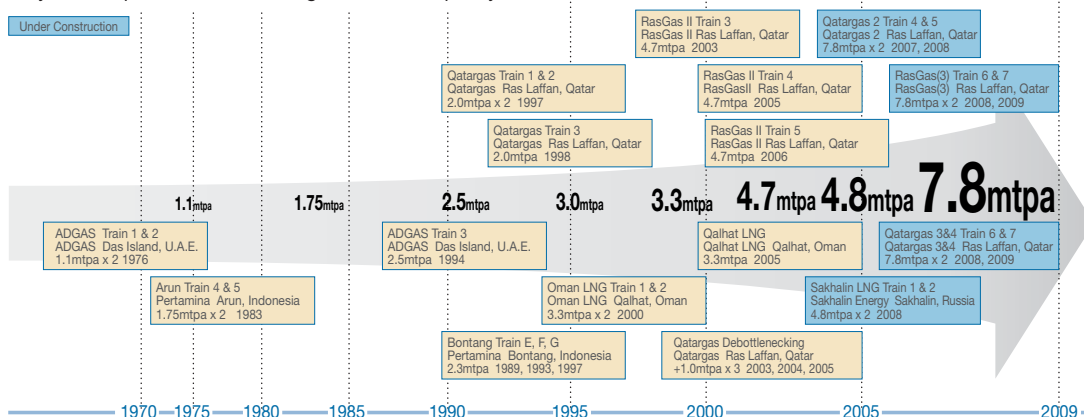 Under Construction
RasGas II Train 3
RasGas II Ras Laffan, Qatar
4.7mtpa 2003
Qatargas 2 Train 4 & 5
Qatargas 2 Ras Laffan, Qatar
7.8mtpa x 2 2007, 2008
Qatargas Train 1 & 2
Qatargas Ras Laffan, Qatar
2.0mtpa x 2 1997
RasGas II Train 4
RasGasII Ras Laffan, Qatar
4.7mtpa 2005
RasGas(3) Train 6 & 7
RasGas(3) Ras Laffan, Qatar
7.8mtpa x 2 2008, 2009
Qatargas Train 3
Qatargas Ras Laffan, Qatar
2.0mtpa 1998
RasGas II Train 5
RasGas II Ras Laffan, Qatar
4.7mtpa 2006
1.1mtpa 1.75mtpa 2.5mtpa 3.0mtpa 3.3mtpa 4.7mtpa 4.8mtpa 7.8mtpa
ADGAS Train 1 & 2
ADGAS Das Island, U.A.E.
1.1mtpa x 2 1976
ADGAS Train 3
ADGAS Das Island, U.A.E.
2.5mtpa 1994
Qalhat LNG
Qalhat LNG Qalhat, Oman
3.3mtpa 2005
Qatargas 3&4 Train 6 & 7
Qatargas 3&4 Ras Laffan, Qatar
7.8mtpa x 2 2008, 2009
Arun Train 4 & 5
Pertamina Arun, Indonesia
1.75mtpa x 2 1983
Oman LNG Train 1 & 2
Oman LNG Qalhat, Oman
3.3mtpa x 2 2000
Sakhalin LNG Train 1 & 2
Sakhalin Energy Sakhalin, Russia
4.8mtpa x 2 2008
Bontang Train E, F, G
Pertamina Bontang, Indonesia
2.3mtpa 1989, 1993, 1997
Qatargas Debottlenecking
Qatargas Ras Laffan, Qatar
+1.0mtpa x 3 2003, 2004, 2005
1970 1975 1980 1985 1990 1995 2000 2005 2009